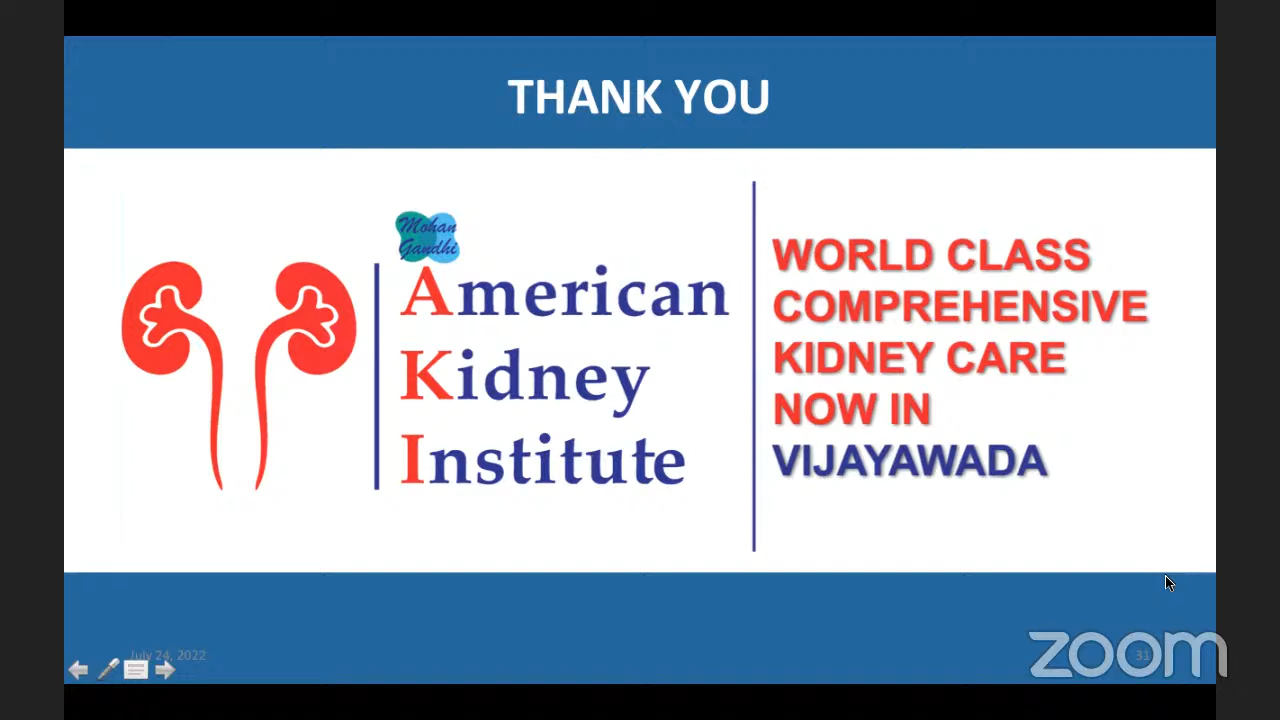 THANK YOU
Mohan
Gandhi
American
Kidney
Institute
WORLD CLASS
COMPREHENSIVE
KIDNEY CARE
NOW IN
VIJAYAWADA
July 24, 2022
31
zoom